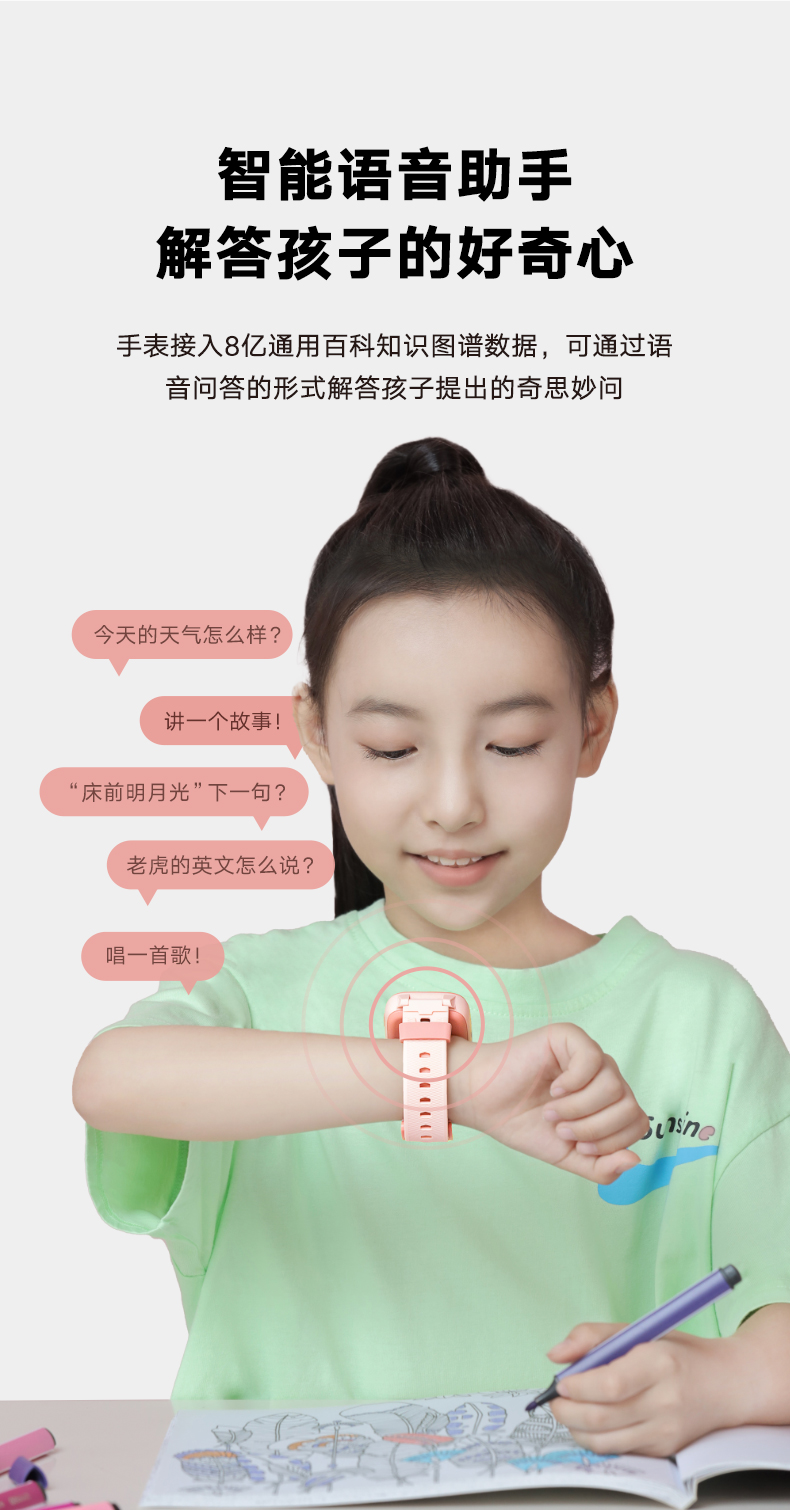 智能语音助手
解答孩子的好奇心
手表接入8亿通用百科知识图谱数据，可通过语
音问答的形式解答孩子提出的奇思妙问
今天的天气怎么样？
讲一个故事！
“床前明月光”下一句？
老虎的英文怎么说？
唱一首歌！